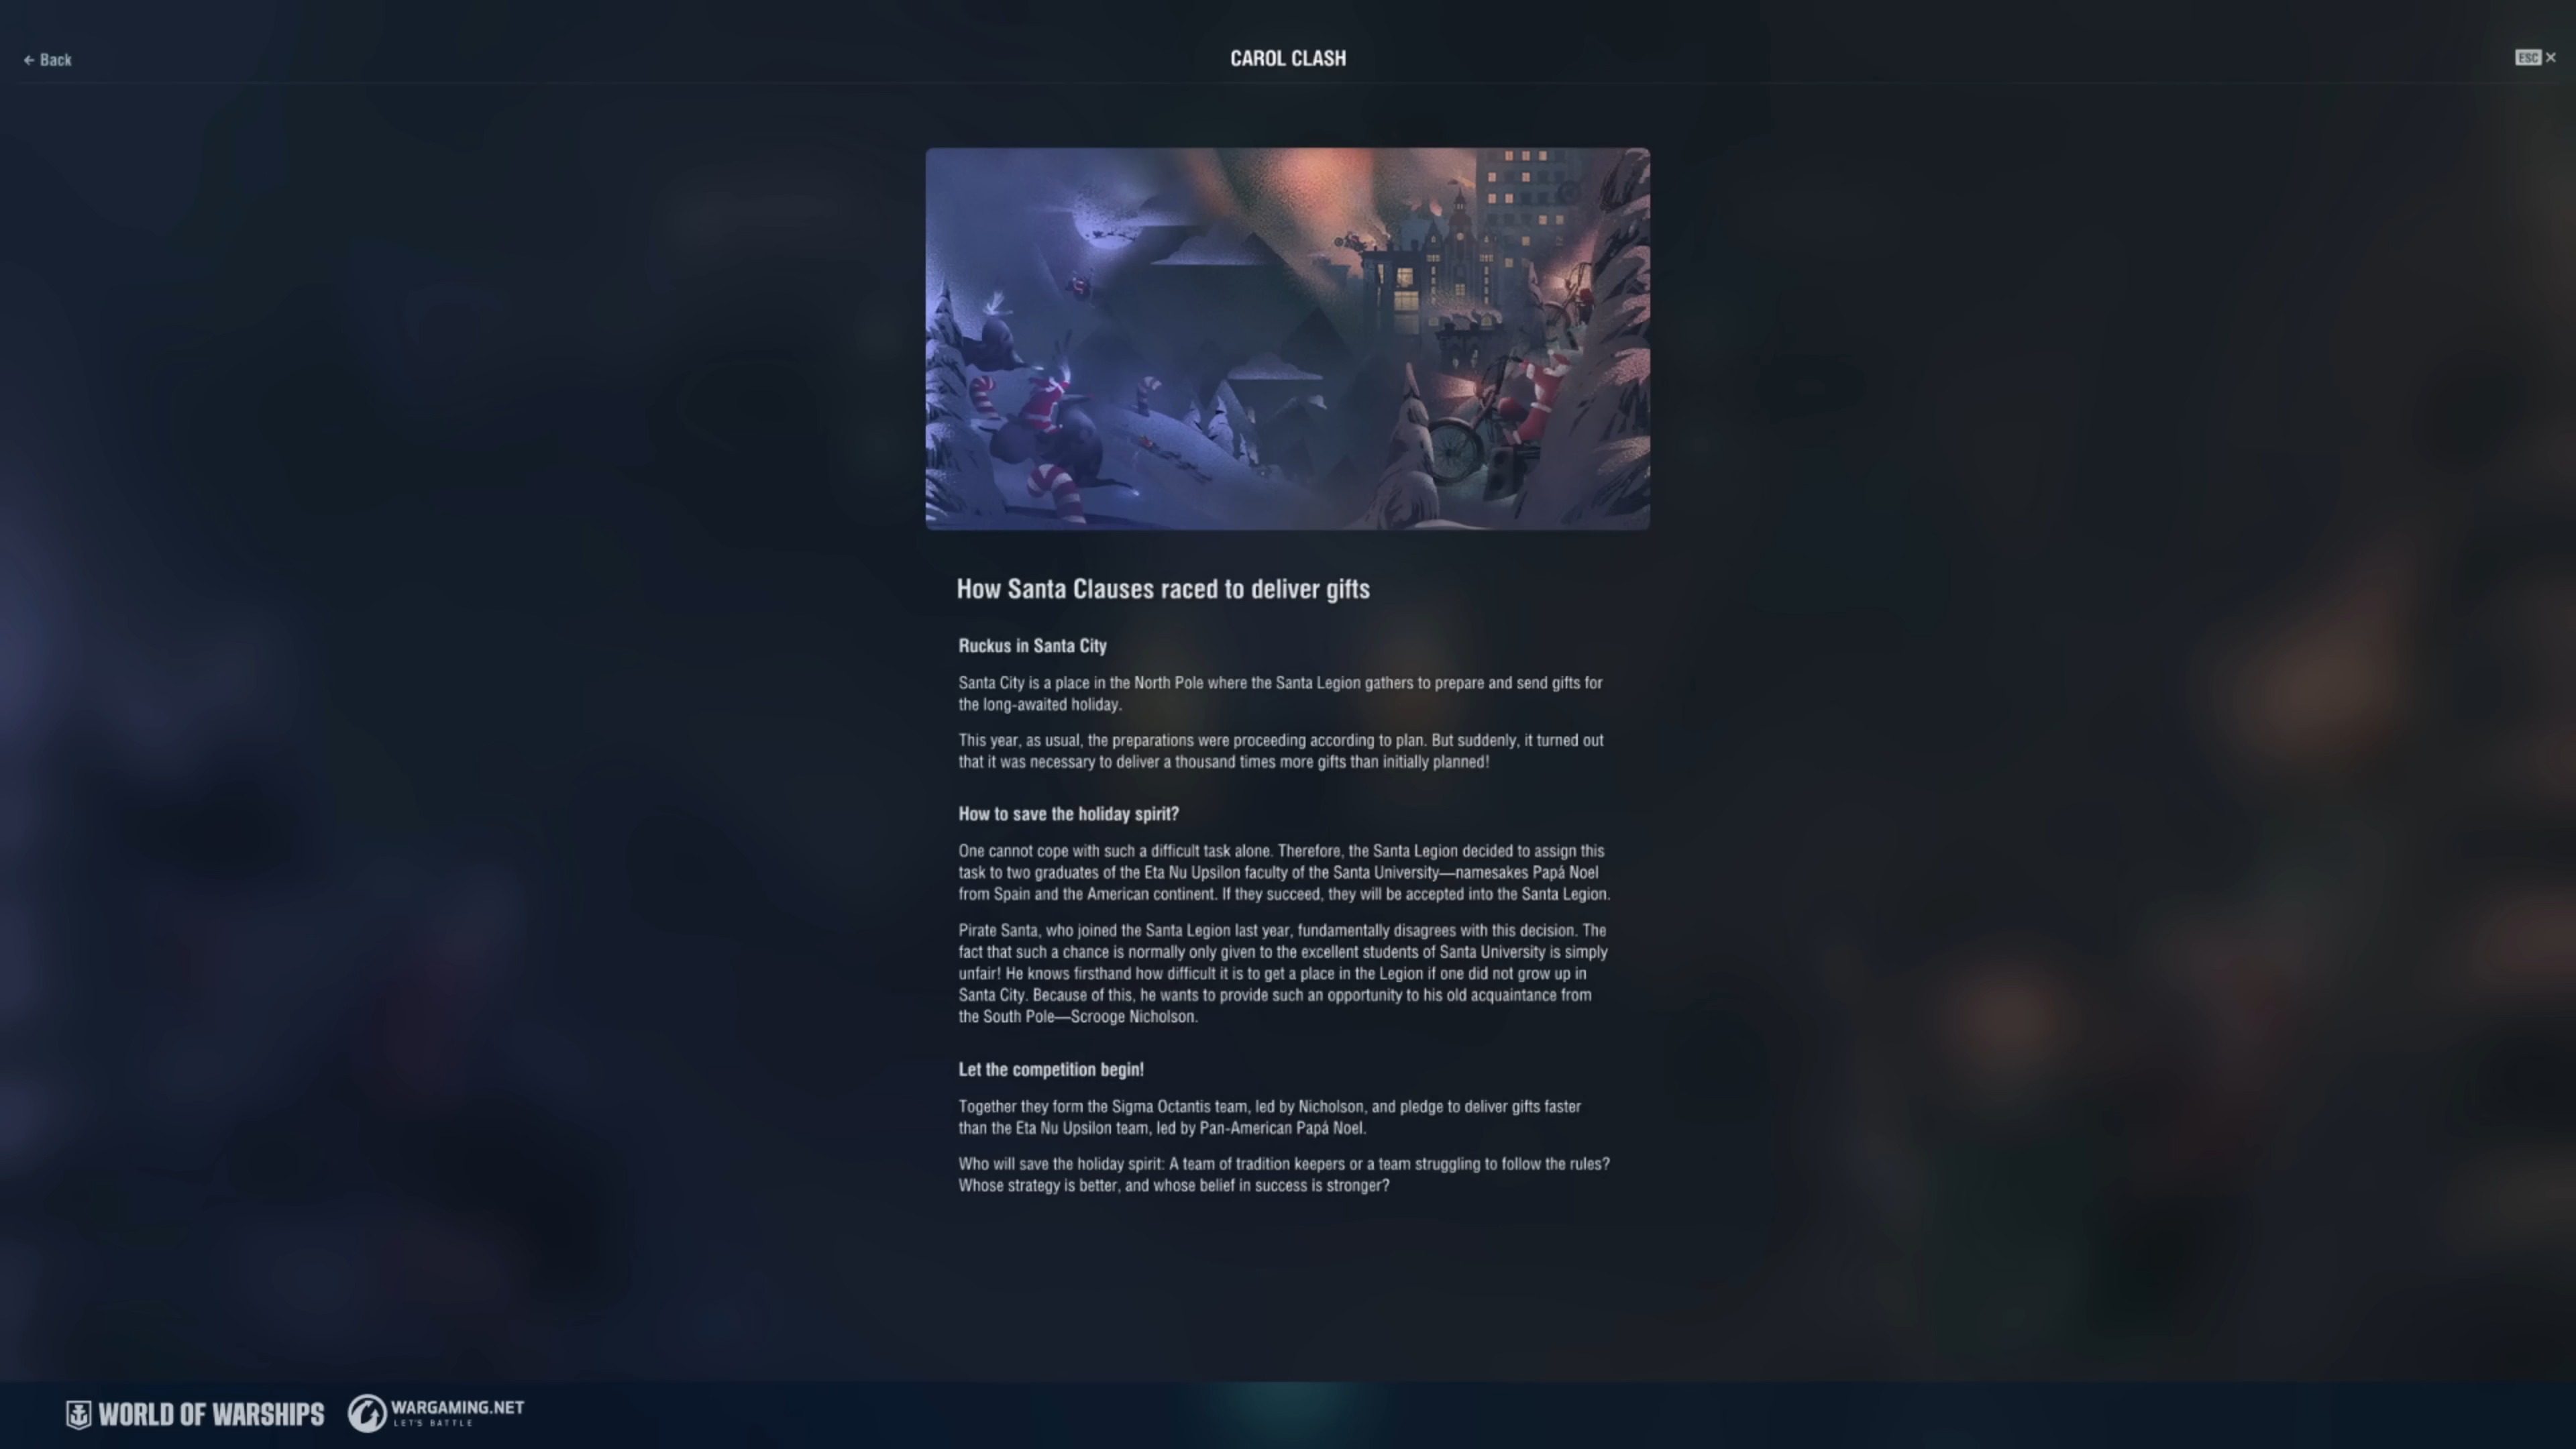 ← Back
CAROL CLASH
ESC ×
How Santa Clauses raced to deliver gifts
Ruckus in Santa City
Santa City is a place in the North Pole where the Santa Legion gathers to prepare and send gifts for
the long-awaited holiday.
This year, as usual, the preparations were proceeding according to plan. But suddenly, it turned out
that it was necessary to deliver a thousand times more gifts than initially planned!
How to save the holiday spirit?
One cannot cope with such a difficult task alone. Therefore, the Santa Legion decided to assign this
task to two graduates of the Eta Nu Upsilon faculty of the Santa University—namesakes Papá Noel
from Spain and the American continent. If they succeed, they will be accepted into the Santa Legion.
Pirate Santa, who joined the Santa Legion last year, fundamentally disagrees with this decision. The
fact that such a chance is normally only given to the excellent students of Santa University is simply
unfair! He knows firsthand how difficult it is to get a place in the Legion if one did not grow up in
Santa City. Because of this, he wants to provide such an opportunity to his old acquaintance from
the South Pole—Scrooge Nicholson.
Let the competition begin!
Together they form the Sigma Octantis team, led by Nicholson, and pledge to deliver gifts faster
than the Eta Nu Upsilon team, led by Pan-American Papá Noel.
Who will save the holiday spirit: A team of tradition keepers or a team struggling to follow the rules?
Whose strategy is better, and whose belief in success is stronger?
WORLD OF WARSHIPS
WARGAMING.NET
LET'S BATTLE